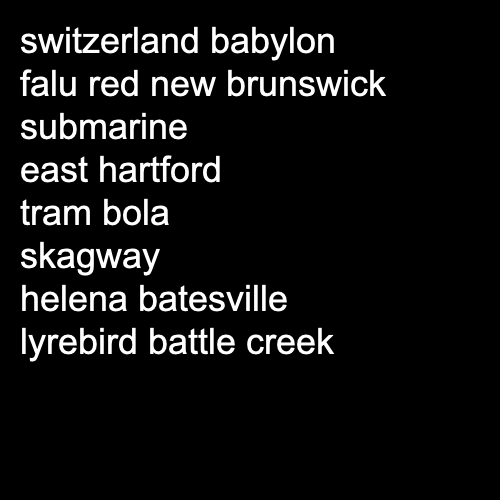 switzerland babylon
falu red new brunswick
submarine
east hartford
tram bola
skagway
helena batesville
lyrebird battle creek